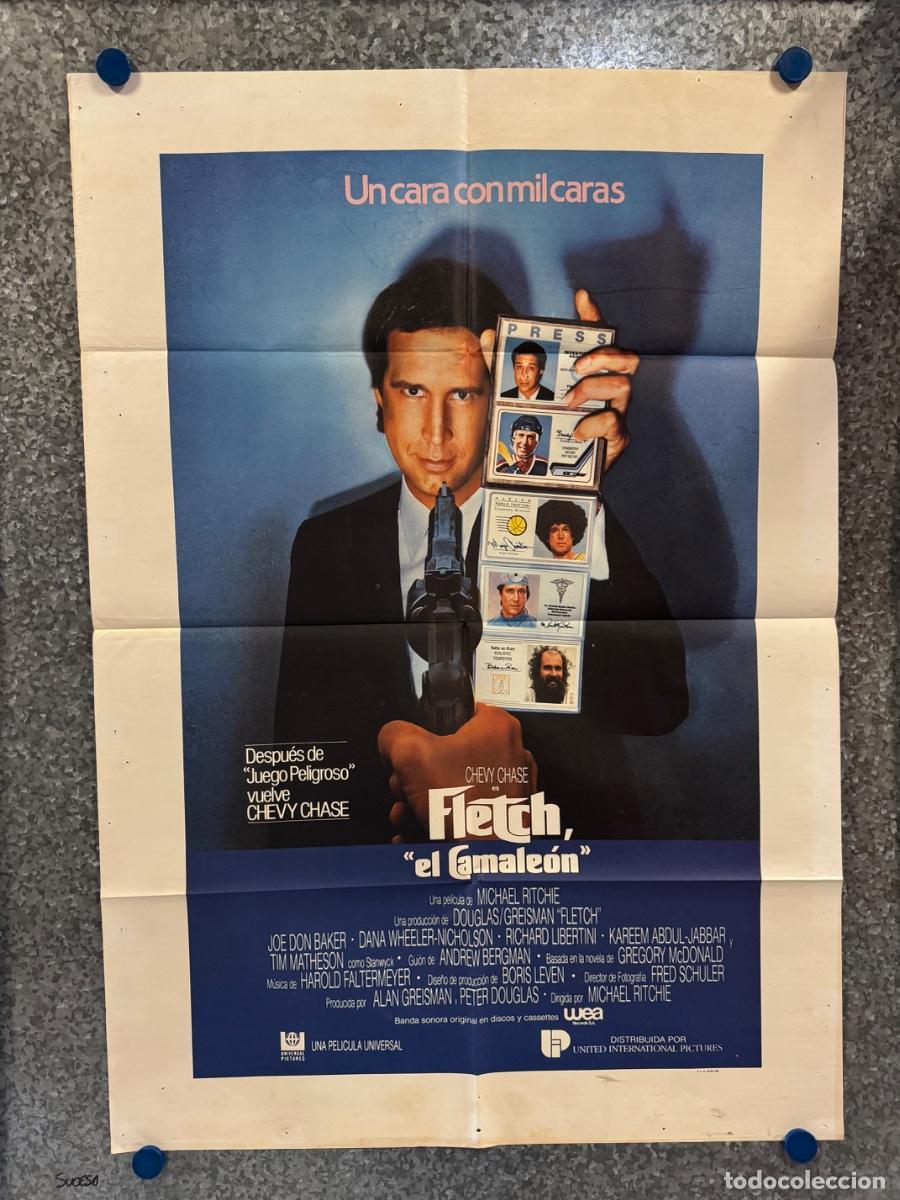 Un cara con mil caras
PRESS
Después de
"Juego Peligroso"
vuelve
CHEVY CHASE
CHEVY CHASE
es
Fletch,
"el Camaleón"
Una película de MICHAEL RITCHIE
Una producción de DOUGLAS/GREISMAN "FLETCH"
JOE DON BAKER · DANA WHEELER-NICHOLSON · RICHARD LIBERTINI · KAREEM ABDUL-JABBAR y
TIM MATHESON como Stanwyck · Guión de ANDREW BERGMAN · Basada en la novela de GREGORY McDONALD
Música de HAROLD FALTERMEYER · Diseño de producción de BORIS LEVEN · Director de Fotografía FRED SCHULER
Producida por ALAN GREISMAN y PETER DOUGLAS · Dirigida por MICHAEL RITCHIE
Banda sonora original en discos y cassettes wea
Records S.A.
UNIVERSAL
PICTURES
UNA PELICULA UNIVERSAL
DISTRIBUIDA POR
UNITED INTERNATIONAL PICTURES
SUCESO
todocoleccion